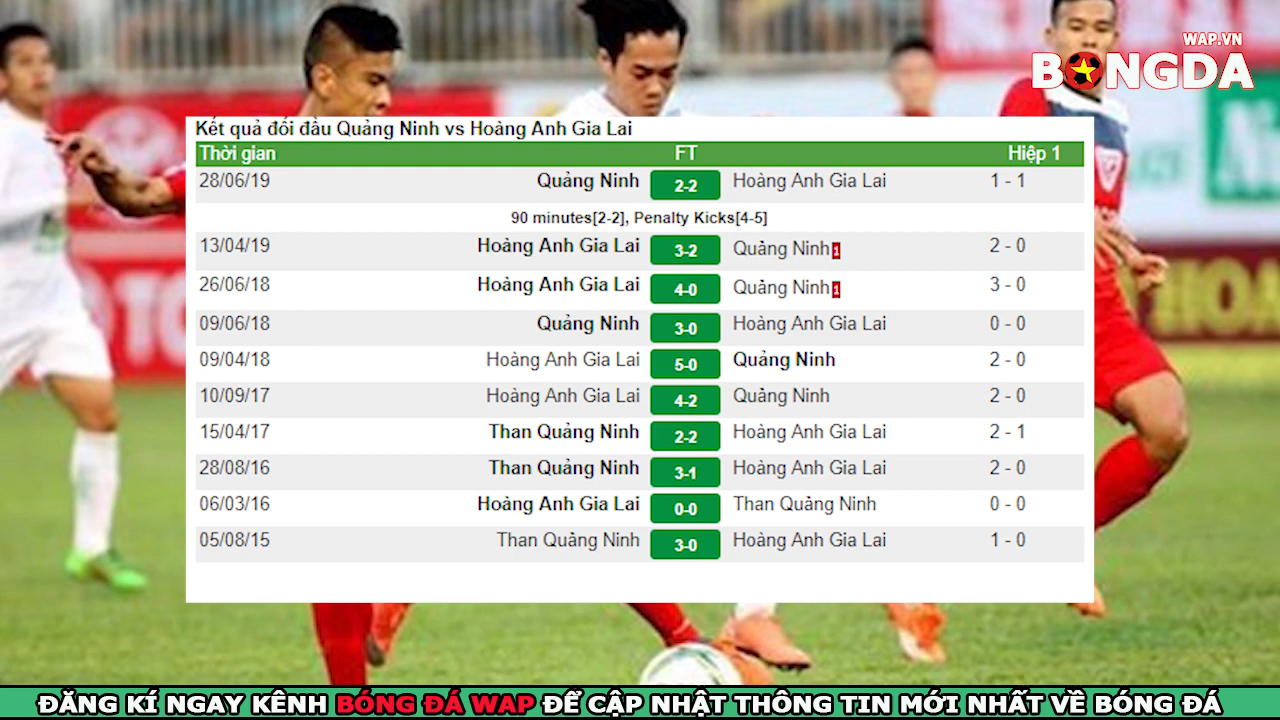 WAP.VN
BONGDA
Kết quả đối đầu Quảng Ninh vs Hoàng Anh Gia Lai
Thời gian FT Hiệp 1
28/06/19 Quảng Ninh 2-2 Hoàng Anh Gia Lai 1 - 1
90 minutes[2-2], Penalty Kicks[4-5]
13/04/19 Hoàng Anh Gia Lai 3-2 Quảng Ninh 1 2 - 0
26/06/18 Hoàng Anh Gia Lai 4-0 Quảng Ninh 1 3 - 0
09/06/18 Quảng Ninh 3-0 Hoàng Anh Gia Lai 0 - 0
09/04/18 Hoàng Anh Gia Lai 5-0 Quảng Ninh 2 - 0
10/09/17 Hoàng Anh Gia Lai 4-2 Quảng Ninh 2 - 0
15/04/17 Than Quảng Ninh 2-2 Hoàng Anh Gia Lai 2 - 1
28/08/16 Than Quảng Ninh 3-1 Hoàng Anh Gia Lai 2 - 0
06/03/16 Hoàng Anh Gia Lai 0-0 Than Quảng Ninh 0 - 0
05/08/15 Than Quảng Ninh 3-0 Hoàng Anh Gia Lai 1 - 0
ĐĂNG KÍ NGAY KÊNH BÓNG ĐÁ WAP ĐỂ CẬP NHẬT THÔNG TIN MỚI NHẤT VỀ BÓNG ĐÁ